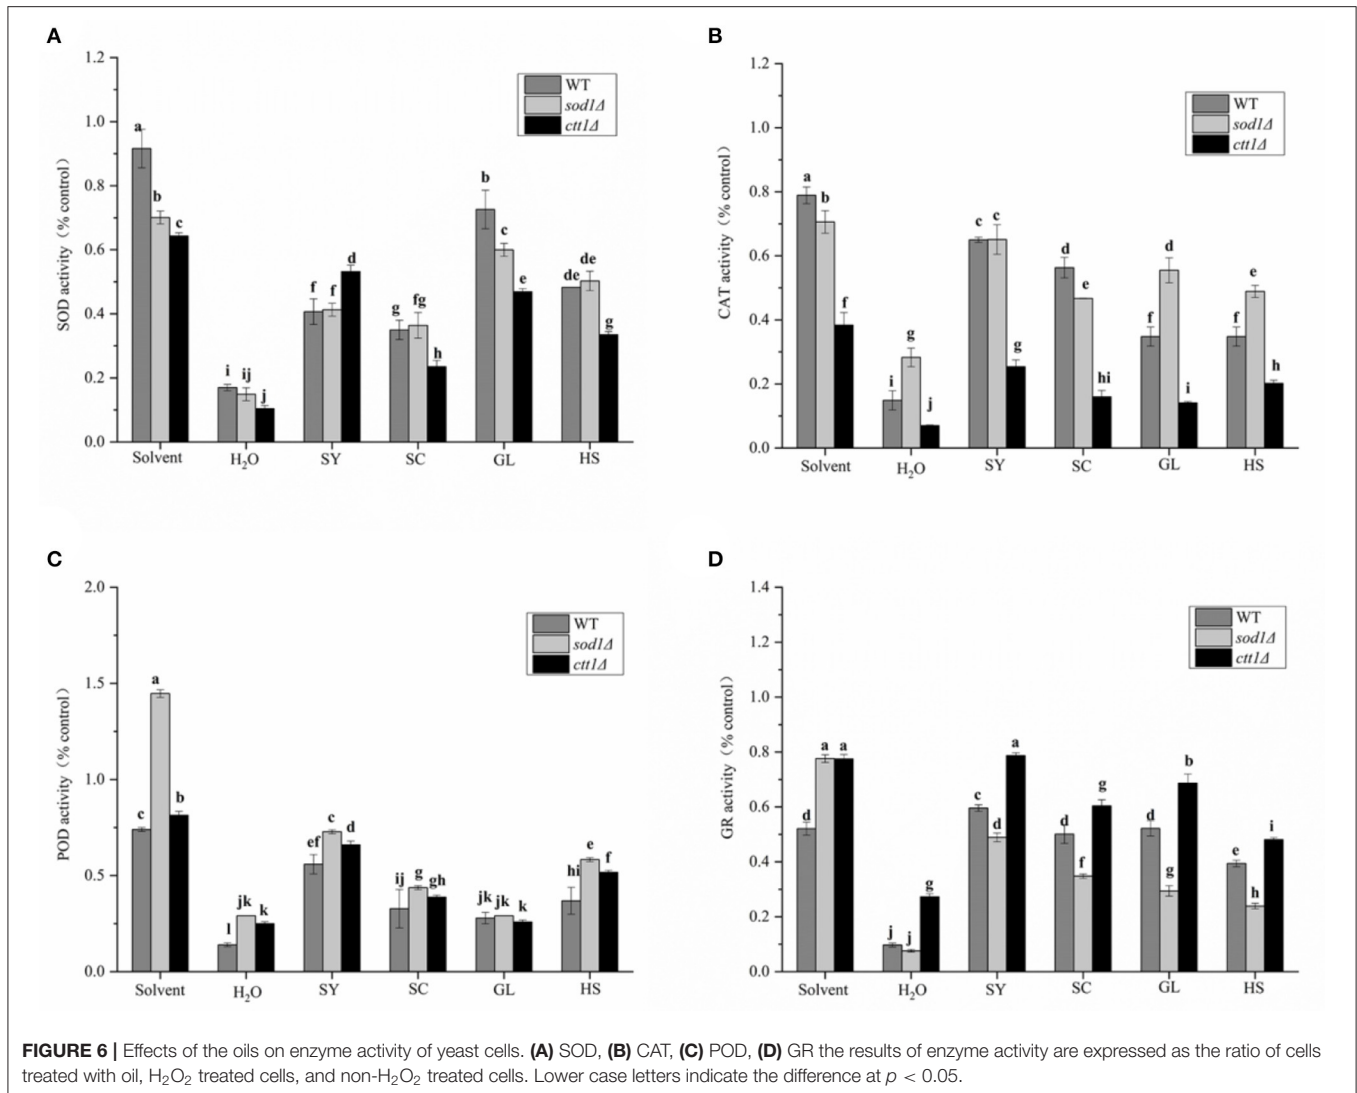 A
1.2
1.0
0.8
0.6
0.4
0.2
0.0
SOD activity (% control)
WT
sod1Δ
ctt1Δ
a
b
c
i
ij
j
f
f
d
g
fg
h
b
c
e
de
de
g
Solvent
H₂O
SY
SC
GL
HS
B
1.2
1.0
0.8
0.6
0.4
0.2
0.0
CAT activity (% control)
WT
sod1Δ
ctt1Δ
a
b
f
i
g
j
c
c
g
d
e
hi
f
d
i
f
e
h
Solvent
H₂O
SY
SC
GL
HS
C
2.0
1.5
1.0
0.5
0.0
POD activity (% control)
WT
sod1Δ
ctt1Δ
c
a
b
l
jk
k
ef
c
d
ij
g
gh
jk
jk
k
hi
e
f
Solvent
H₂O
SY
SC
GL
HS
D
1.4
1.2
1.0
0.8
0.6
0.4
0.2
0.0
GR activity (% control)
WT
sod1Δ
ctt1Δ
d
a
a
j
j
g
c
d
a
d
f
g
d
g
b
e
h
i
Solvent
H₂O
SY
SC
GL
HS
FIGURE 6 | Effects of the oils on enzyme activity of yeast cells. (A) SOD, (B) CAT, (C) POD, (D) GR the results of enzyme activity are expressed as the ratio of cells
treated with oil, H₂O₂ treated cells, and non-H₂O₂ treated cells. Lower case letters indicate the difference at p < 0.05.